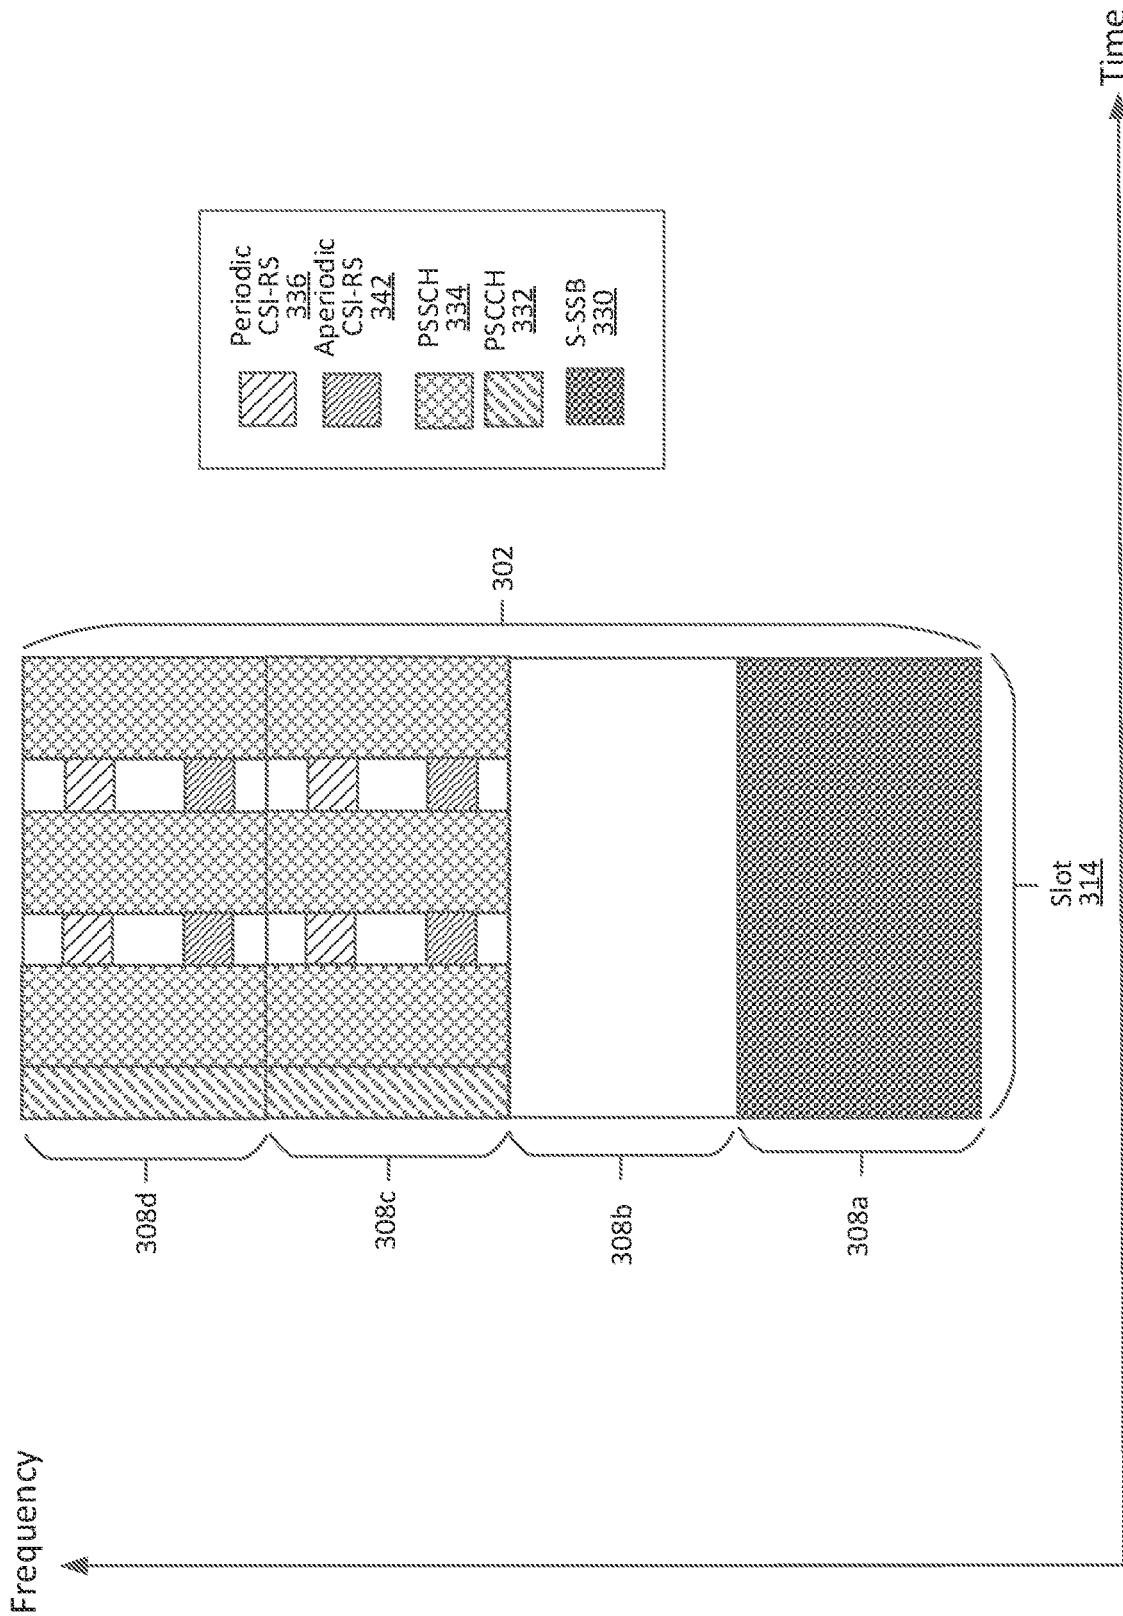 Frequency
308d
308c
308b
308a
302
Slot
314
Periodic
CSI-RS
336
Aperiodic
CSI-RS
342
PSSCH
334
PSCCH
332
S-SSB
330
Time